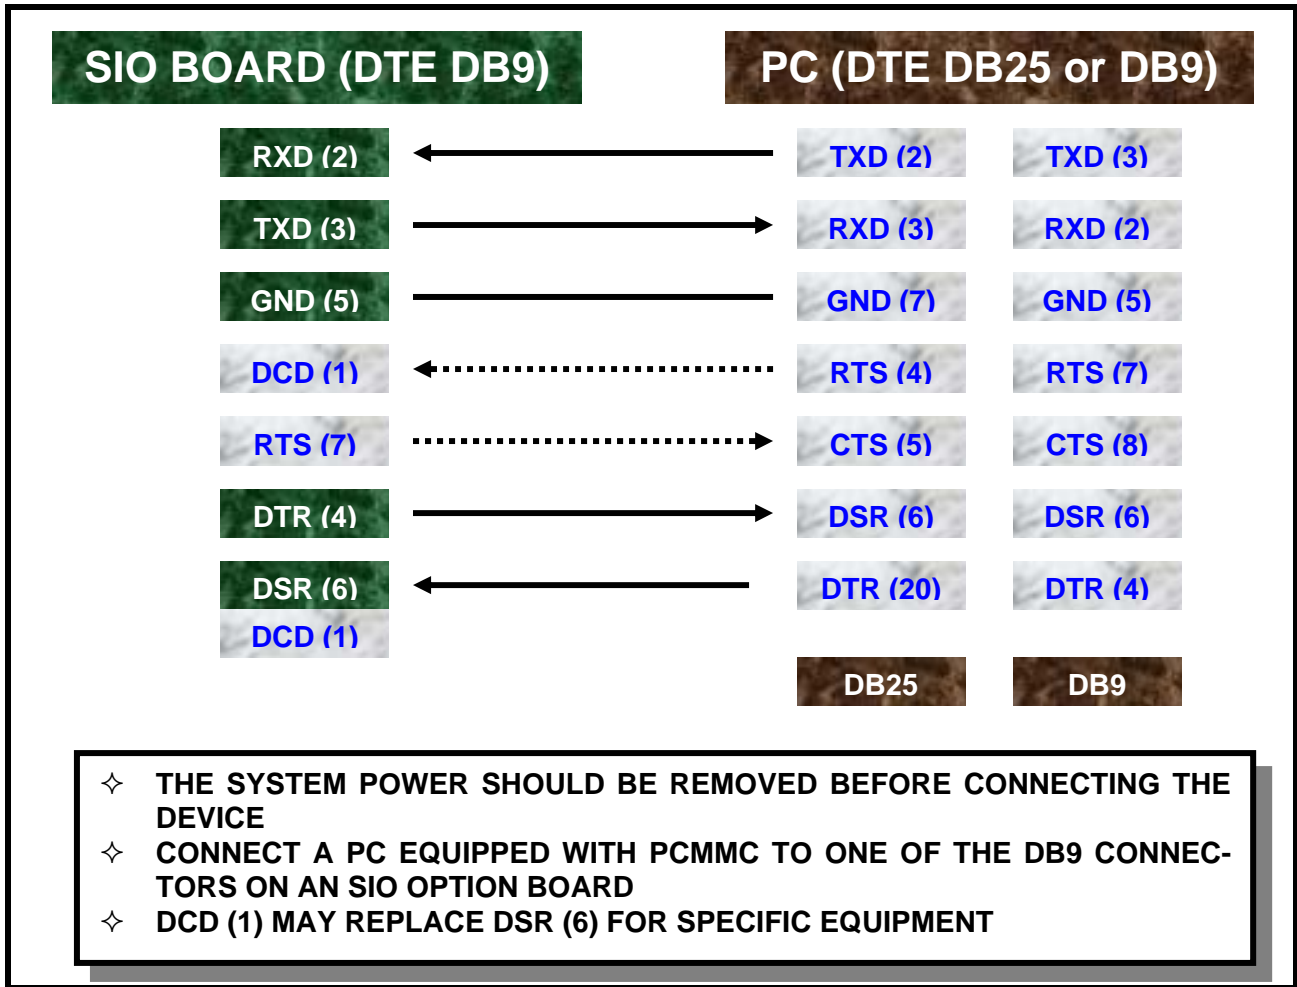 SIO BOARD (DTE DB9) PC (DTE DB25 or DB9)
RXD (2) TXD (2) TXD (3)
TXD (3) RXD (3) RXD (2)
GND (5) GND (7) GND (5)
DCD (1) RTS (4) RTS (7)
RTS (7) CTS (5) CTS (8)
DTR (4) DSR (6) DSR (6)
DSR (6) DTR (20) DTR (4)
DCD (1)
DB25 DB9
✧ THE SYSTEM POWER SHOULD BE REMOVED BEFORE CONNECTING THE
DEVICE
✧ CONNECT A PC EQUIPPED WITH PCMMC TO ONE OF THE DB9 CONNEC-
TORS ON AN SIO OPTION BOARD
✧ DCD (1) MAY REPLACE DSR (6) FOR SPECIFIC EQUIPMENT